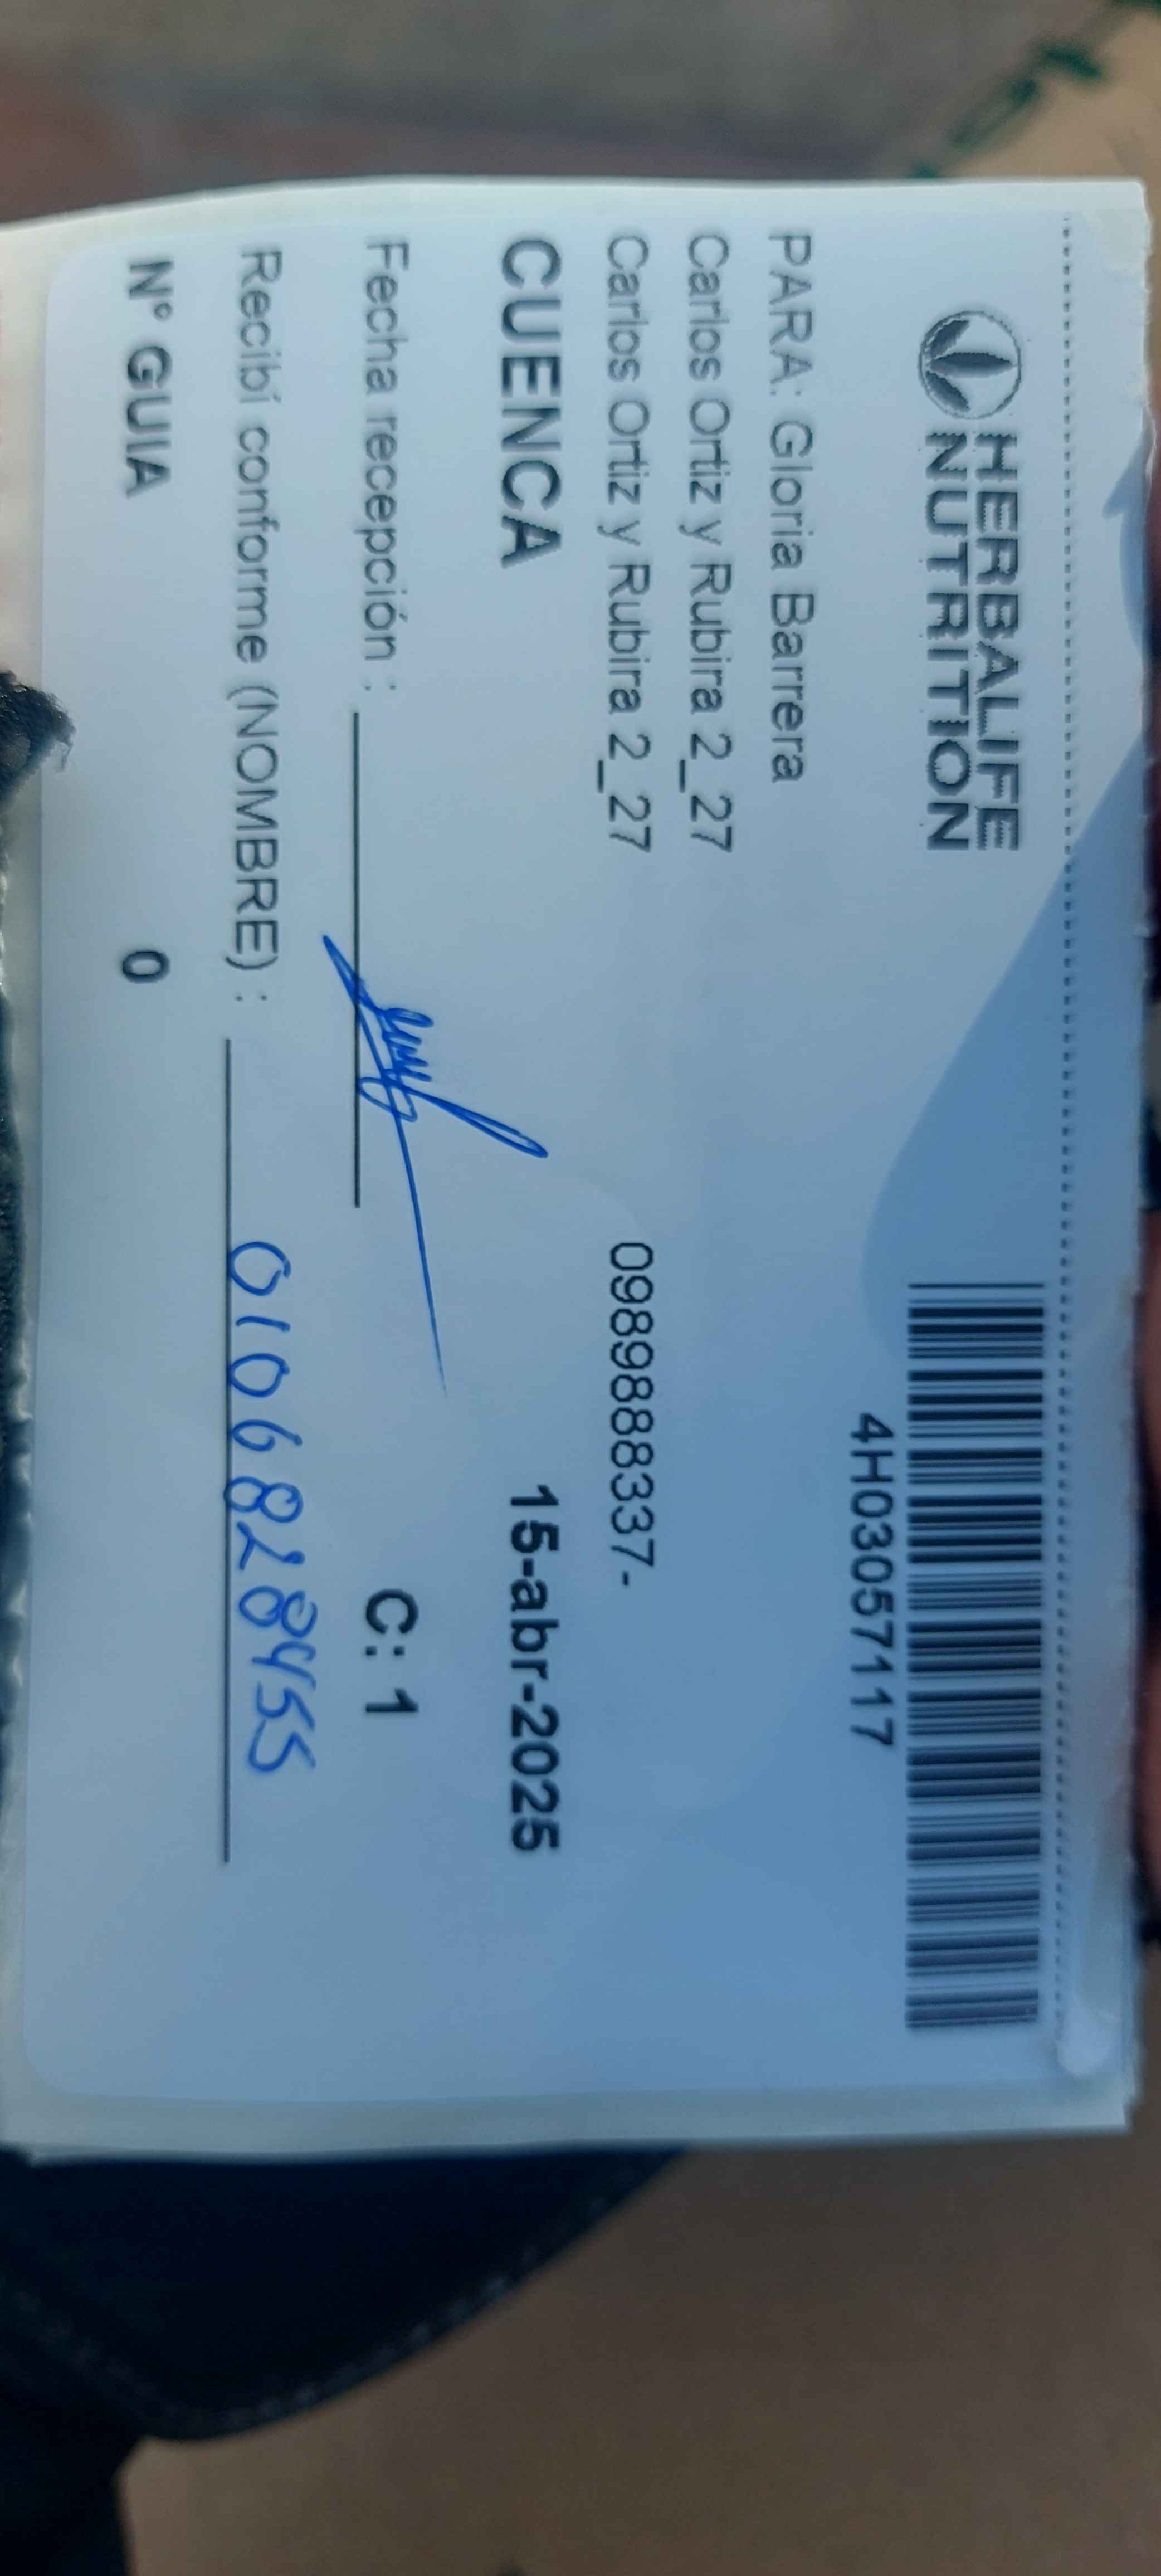 HERBALIFE
NUTRITION
4H03057117
PARA: Gloria Barrera
Carlos Ortiz y Rubira 2_27
Carlos Ortiz y Rubira 2_27 0989888337-
CUENCA 15-abr-2025
Fecha recepción : C: 1
Recibí conforme (NOMBRE) : 0106828455
N° GUIA 0